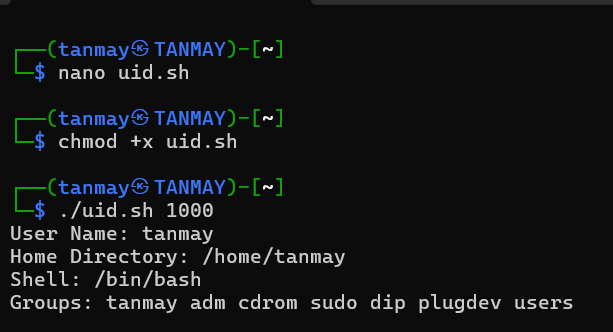 ┌──(tanmay㉿TANMAY)-[~]
└─$ nano uid.sh
┌──(tanmay㉿TANMAY)-[~]
└─$ chmod +x uid.sh
┌──(tanmay㉿TANMAY)-[~]
└─$ ./uid.sh 1000
User Name: tanmay
Home Directory: /home/tanmay
Shell: /bin/bash
Groups: tanmay adm cdrom sudo dip plugdev users